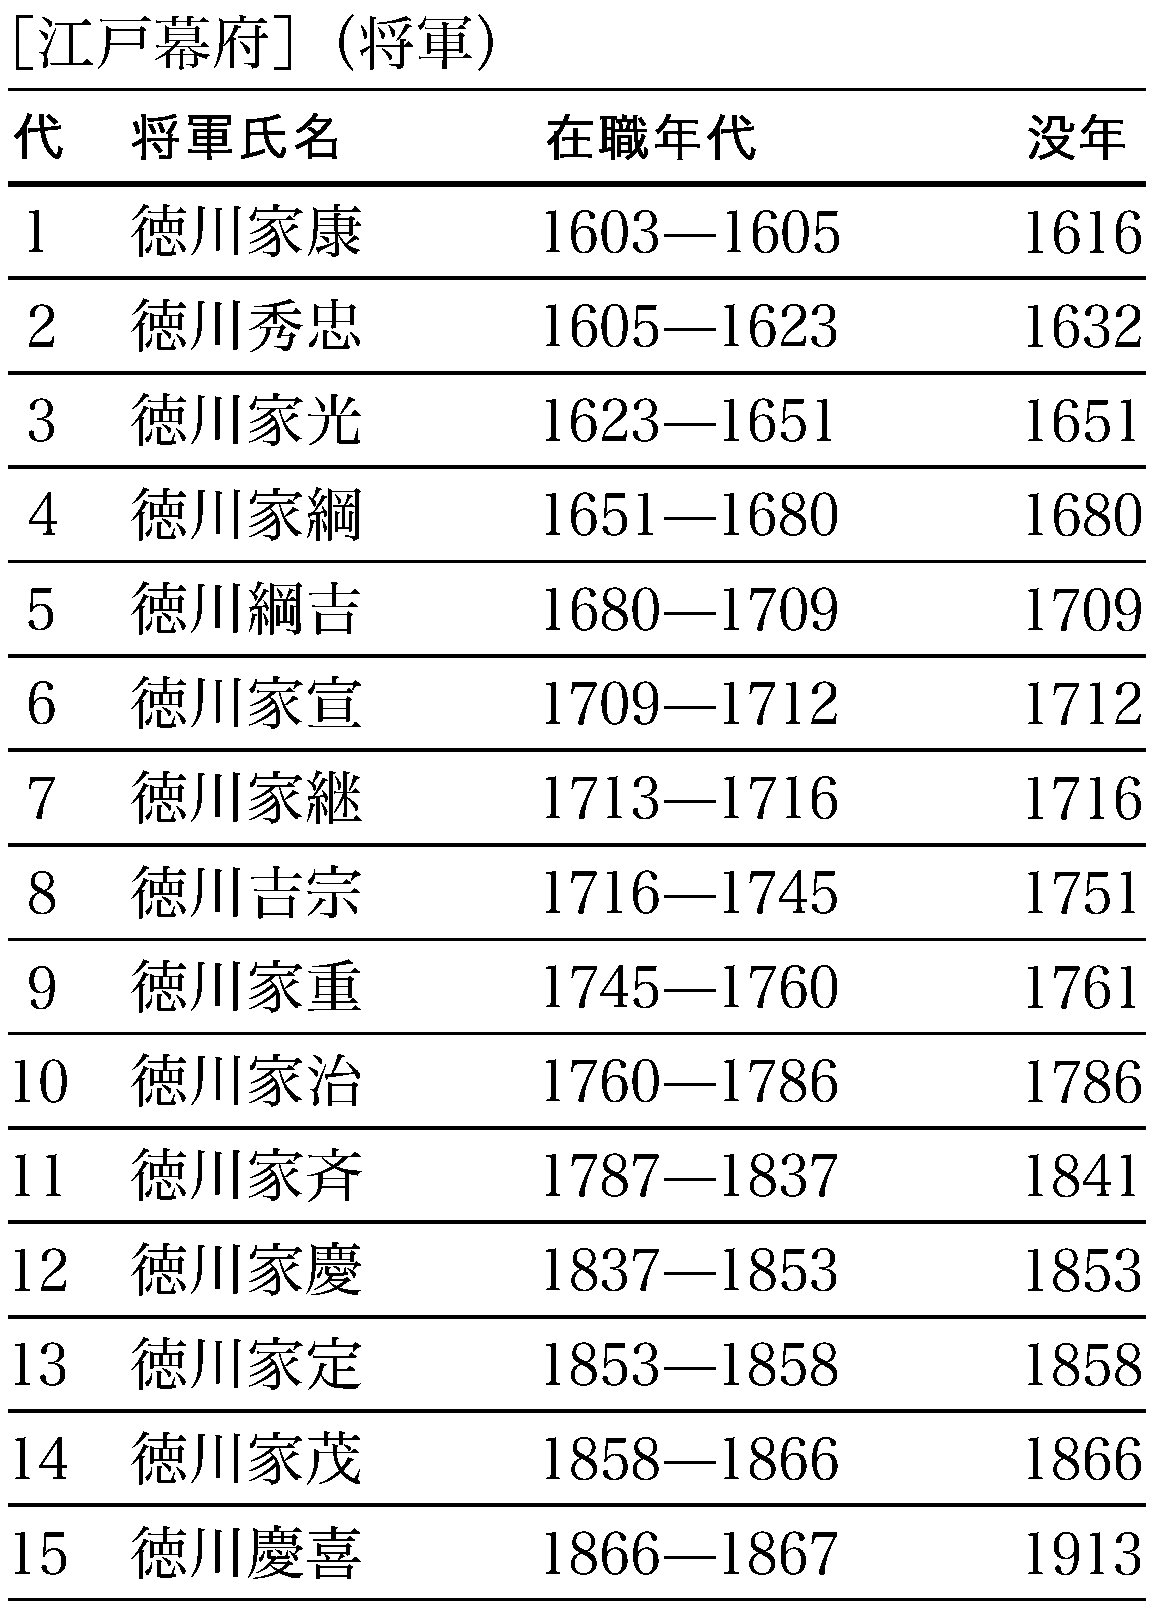 ［江戸幕府］（将軍）
代 将軍氏名 在職年代 没年
1 徳川家康 1603―1605 1616
2 徳川秀忠 1605―1623 1632
3 徳川家光 1623―1651 1651
4 徳川家綱 1651―1680 1680
5 徳川綱吉 1680―1709 1709
6 徳川家宣 1709―1712 1712
7 徳川家継 1713―1716 1716
8 徳川吉宗 1716―1745 1751
9 徳川家重 1745―1760 1761
10 徳川家治 1760―1786 1786
11 徳川家斉 1787―1837 1841
12 徳川家慶 1837―1853 1853
13 徳川家定 1853―1858 1858
14 徳川家茂 1858―1866 1866
15 徳川慶喜 1866―1867 1913